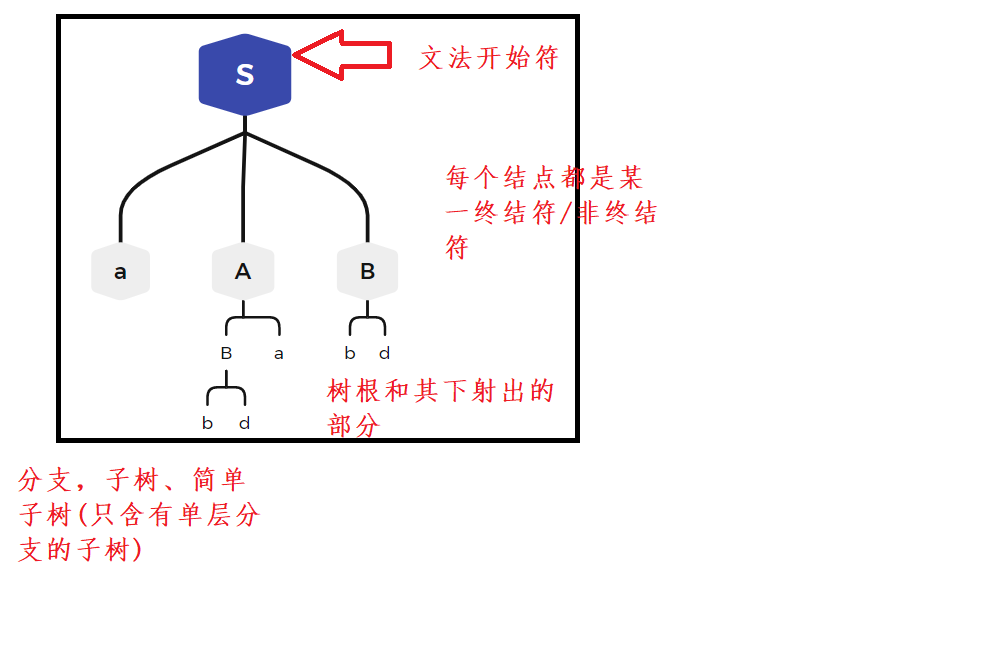 S
文法开始符
每个结点都是某
一终结符/非终结
符
a
A
B
B
a
b
d
树根和其下射出的
部分
b
d
分支，子树、简单
子树(只含有单层分
支的子树)